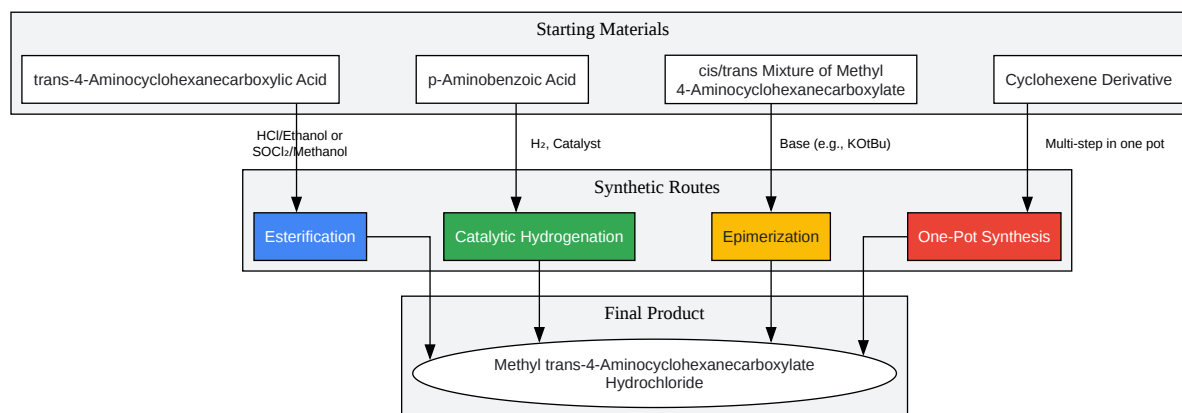 Starting Materials
trans-4-Aminocyclohexanecarboxylic Acid
p-Aminobenzoic Acid
cis/trans Mixture of Methyl
4-Aminocyclohexanecarboxylate
Cyclohexene Derivative
HCl/Ethanol or
SOCl₂/Methanol
H₂, Catalyst
Base (e.g., KOtBu)
Multi-step in one pot
Synthetic Routes
Esterification
Catalytic Hydrogenation
Epimerization
One-Pot Synthesis
Final Product
Methyl trans-4-Aminocyclohexanecarboxylate
Hydrochloride